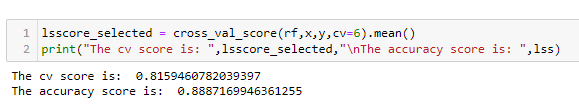 1 lsscore_selected = cross_val_score(rf,x,y,cv=6).mean()
2 print("The cv score is: ",lsscore_selected,"\nThe accuracy score is: ",lss)
The cv score is:  0.8159460782039397
The accuracy score is:  0.8887169946361255